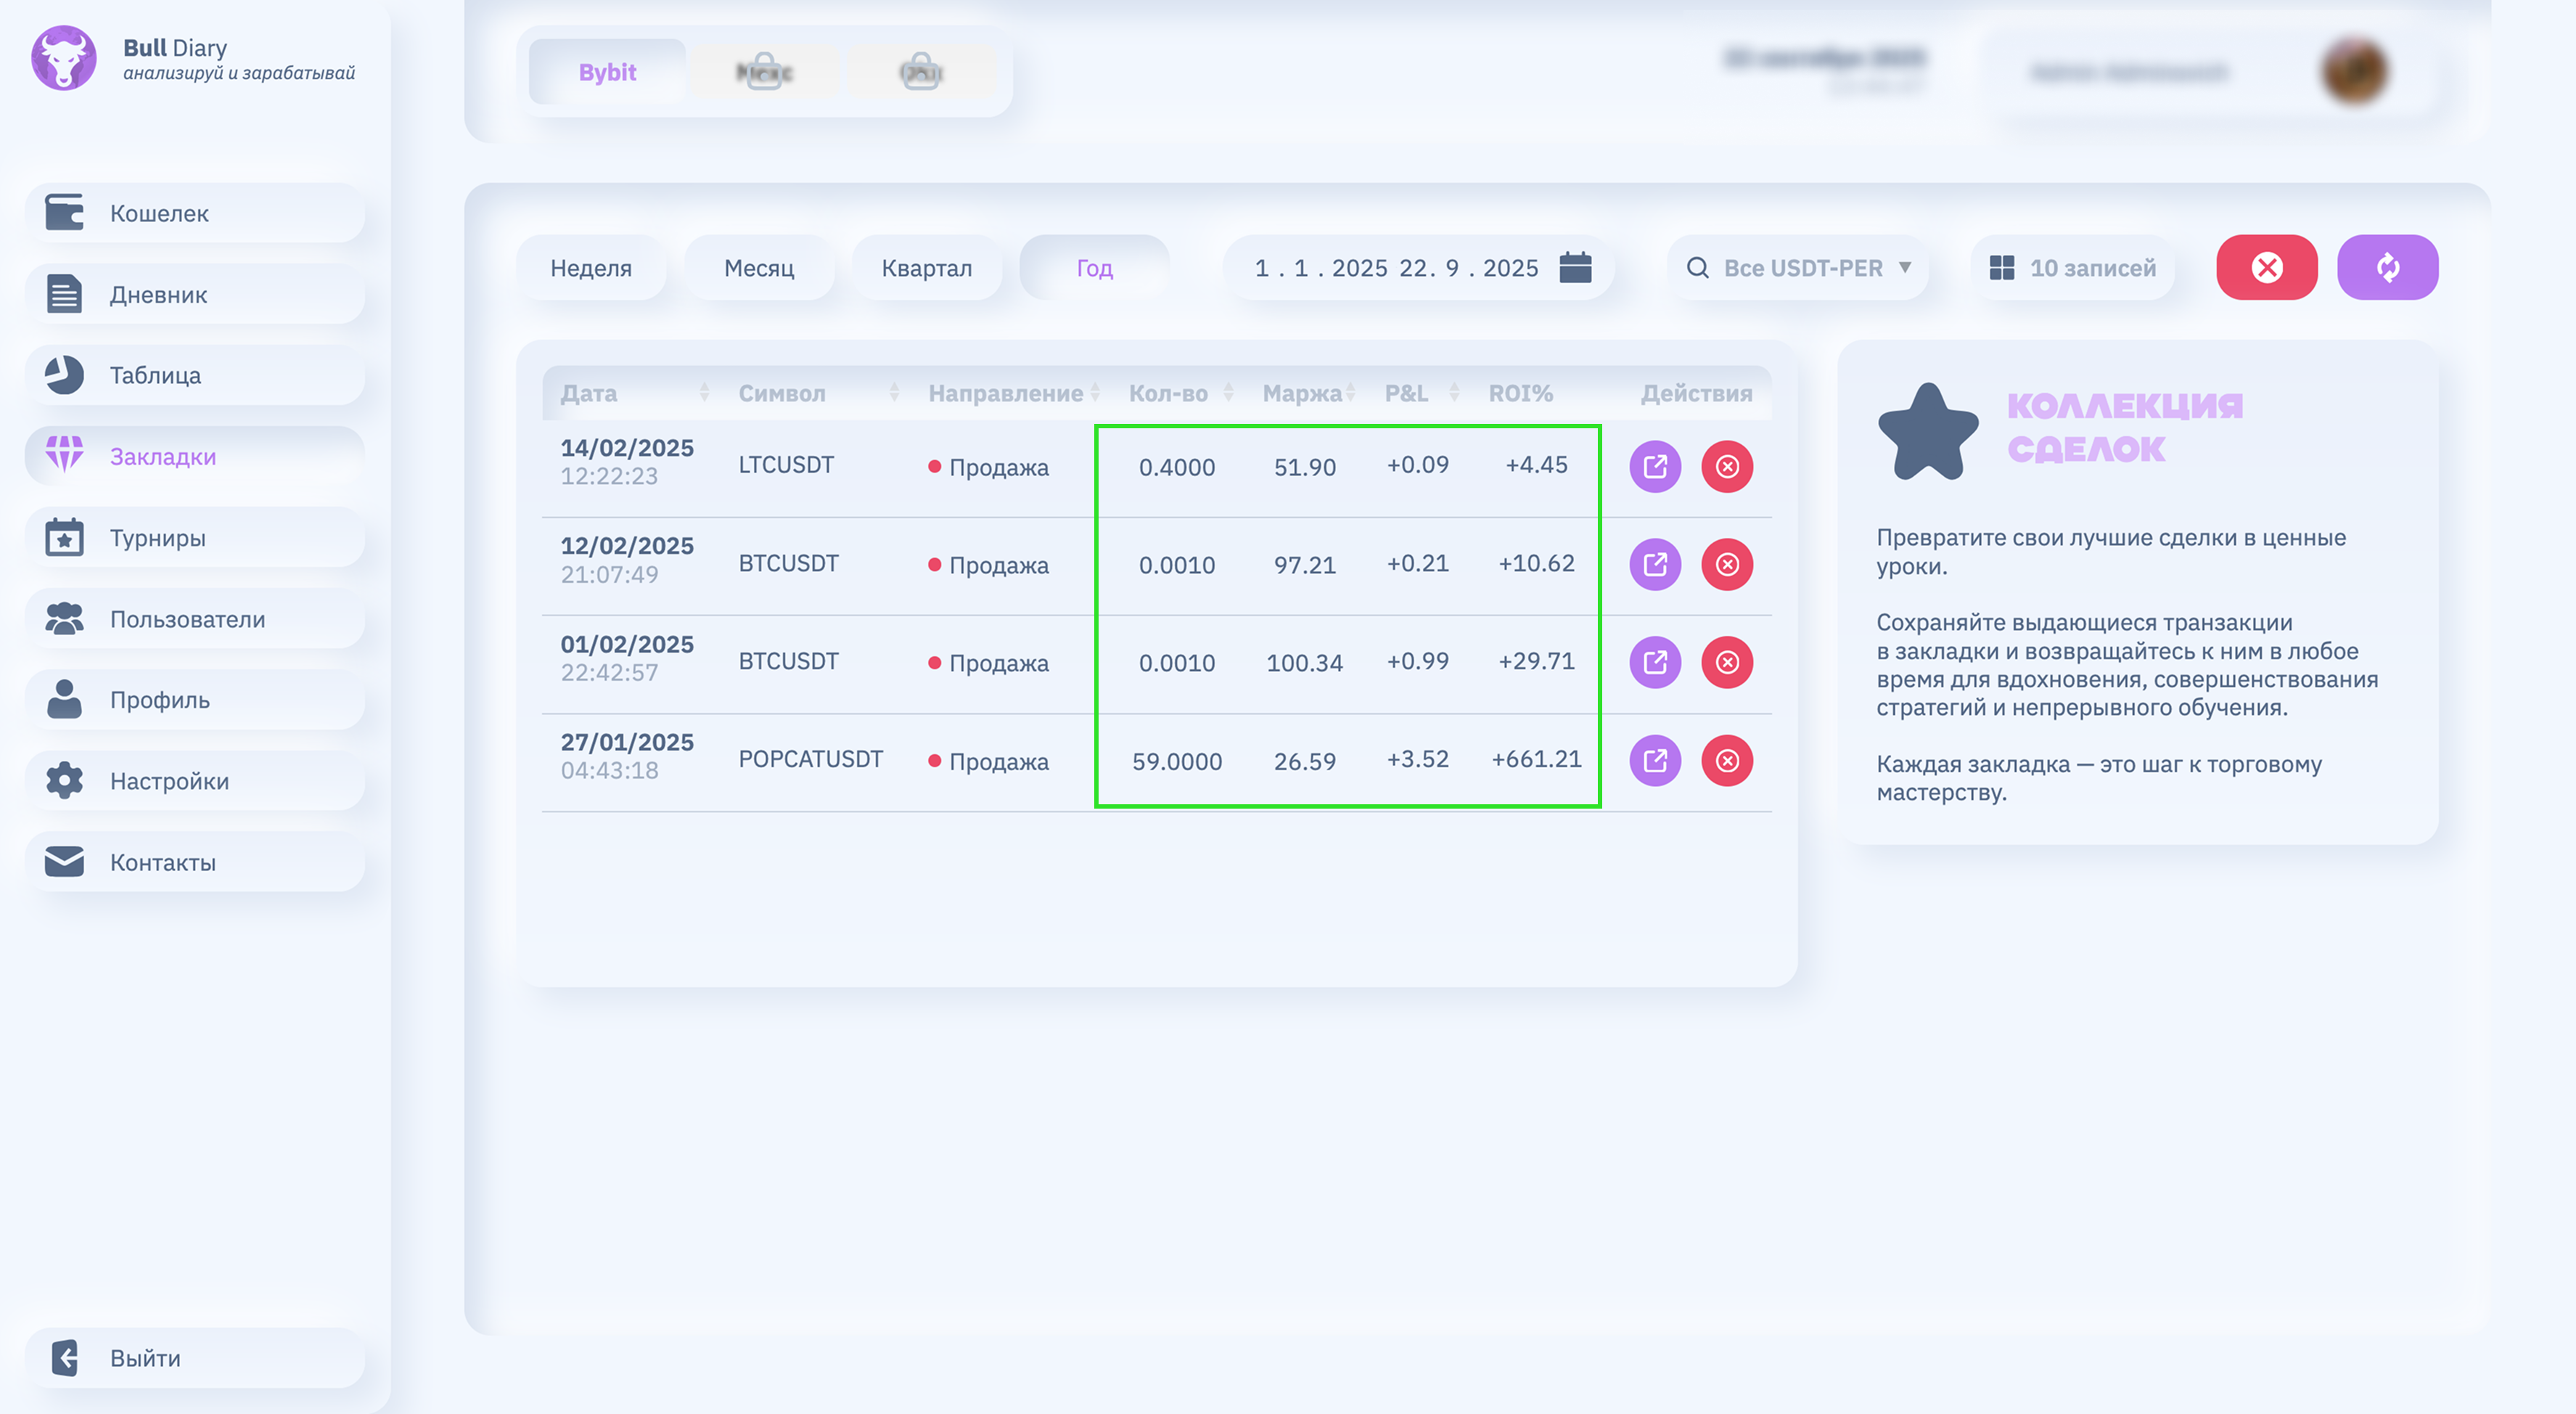 Bull Diary
анализируй и зарабатывай
Кошелек
Дневник
Таблица
Закладки
Турниры
Пользователи
Профиль
Настройки
Контакты
Выйти
Bybit
Неделя Месяц Квартал Год 1 . 1 . 2025 22. 9 . 2025 Все USDT-PER 10 записей
Дата Символ Направление Кол-во Маржа P&L ROI% Действия
14/02/2025
12:22:23 LTCUSDT Продажа 0.4000 51.90 +0.09 +4.45
12/02/2025
21:07:49 BTCUSDT Продажа 0.0010 97.21 +0.21 +10.62
01/02/2025
22:42:57 BTCUSDT Продажа 0.0010 100.34 +0.99 +29.71
27/01/2025
04:43:18 POPCATUSDT Продажа 59.0000 26.59 +3.52 +661.21
КОЛЛЕКЦИЯ
СДЕЛОК
Превратите свои лучшие сделки в ценные
уроки.
Сохраняйте выдающиеся транзакции
в закладки и возвращайтесь к ним в любое
время для вдохновения, совершенствования
стратегий и непрерывного обучения.
Каждая закладка — это шаг к торговому
мастерству.